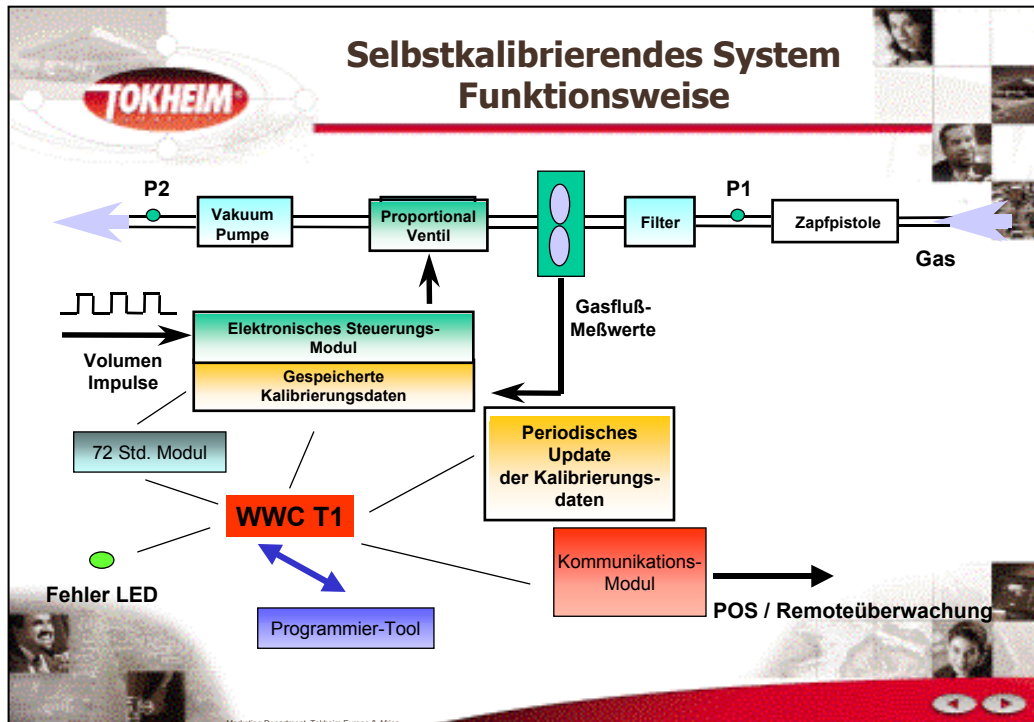 Selbstkalibrierendes System
Funktionsweise
TOKHEIM
P2
P1
Vakuum
Pumpe
Proportional
Ventil
Filter
Zapfpistole
Gas
Gasfluß-
Meßwerte
Elektronisches Steuerungs-
Modul
Volumen
Impulse
Gespeicherte
Kalibrierungsdaten
Periodisches
Update
der Kalibrierungs-
daten
72 Std. Modul
WWC T1
Kommunikations-
Modul
Fehler LED
POS / Remoteüberwachung
Programmier-Tool